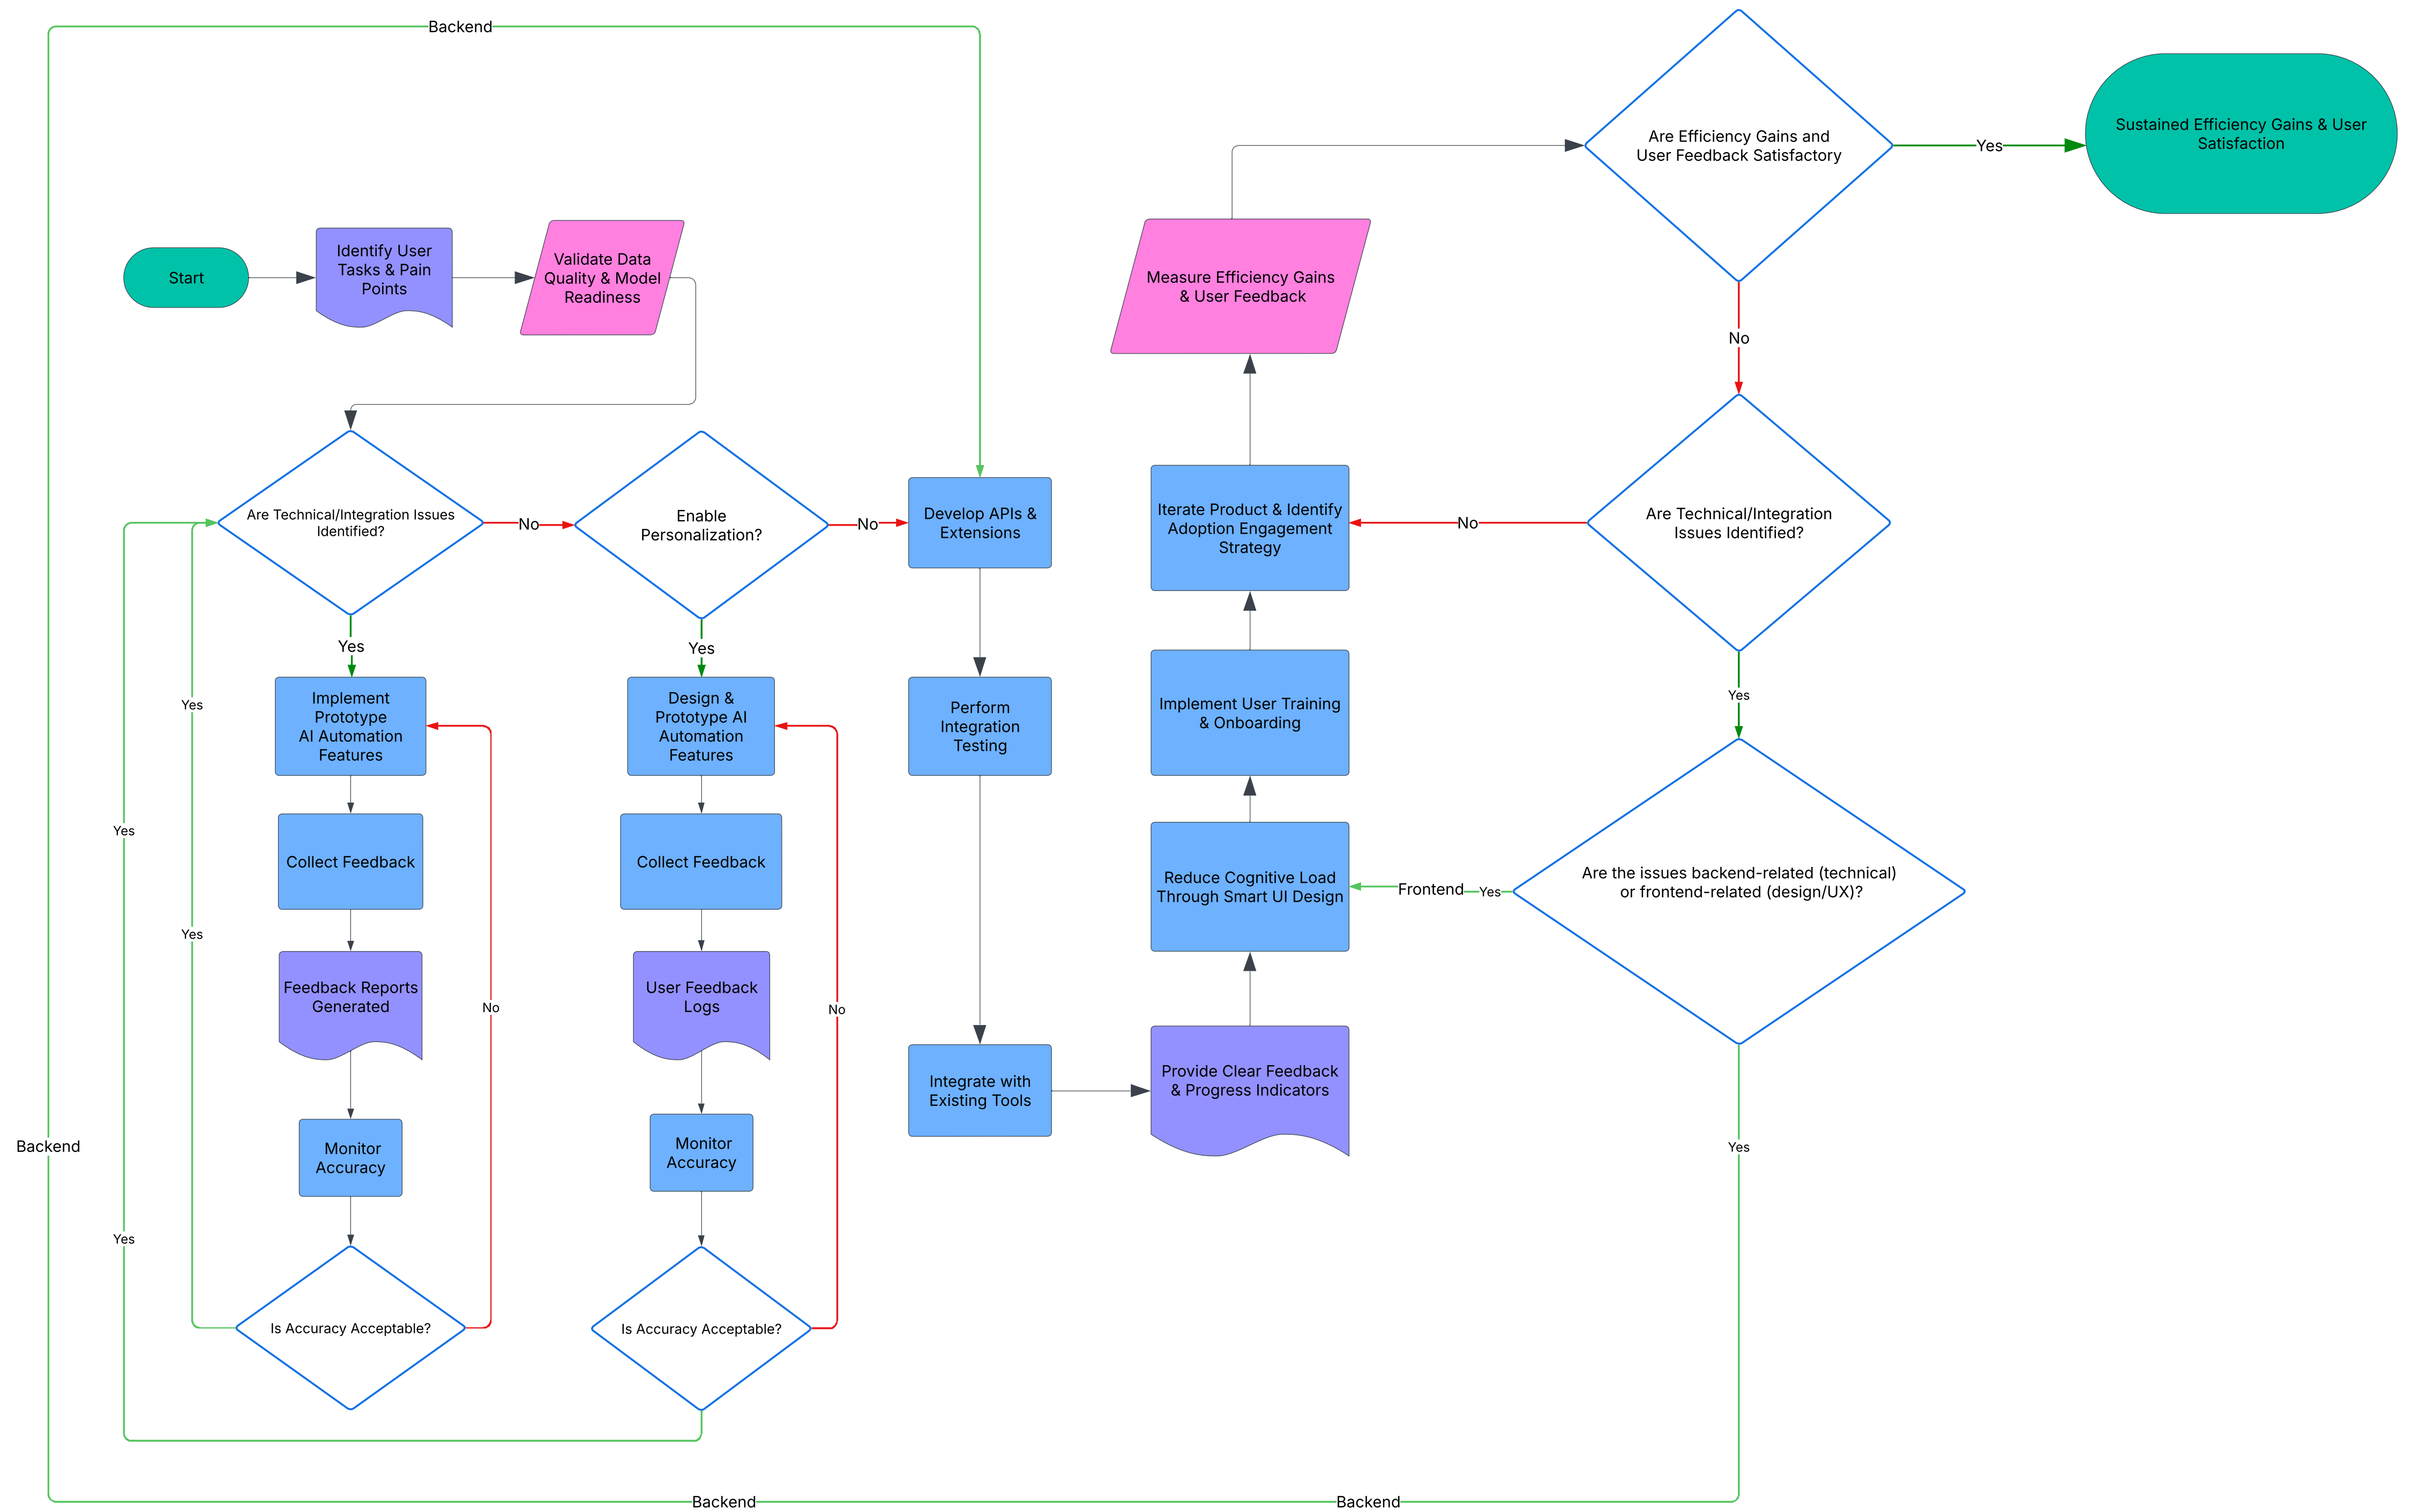 Backend
Are Efficiency Gains and
User Feedback Satisfactory
Yes
Sustained Efficiency Gains & User
Satisfaction
Start
Identify User
Tasks & Pain
Points
Validate Data
Quality & Model
Readiness
Measure Efficiency Gains
& User Feedback
No
Are Technical/Integration Issues
Identified?
No
Enable
Personalization?
No
Develop APIs &
Extensions
Iterate Product & Identify
Adoption Engagement
Strategy
No
Are Technical/Integration
Issues Identified?
Yes
Yes
Yes
Implement
Prototype
AI Automation
Features
Design &
Prototype AI
Automation
Features
Perform
Integration
Testing
Implement User Training
& Onboarding
Yes
Yes
Collect Feedback
Collect Feedback
Reduce Cognitive Load
Through Smart UI Design
Frontend
Yes
Are the issues backend-related (technical)
or frontend-related (design/UX)?
Yes
Feedback Reports
Generated
No
User Feedback
Logs
No
Integrate with
Existing Tools
Provide Clear Feedback
& Progress Indicators
Backend
Monitor
Accuracy
Monitor
Accuracy
Yes
Yes
Is Accuracy Acceptable?
Is Accuracy Acceptable?
Backend
Backend